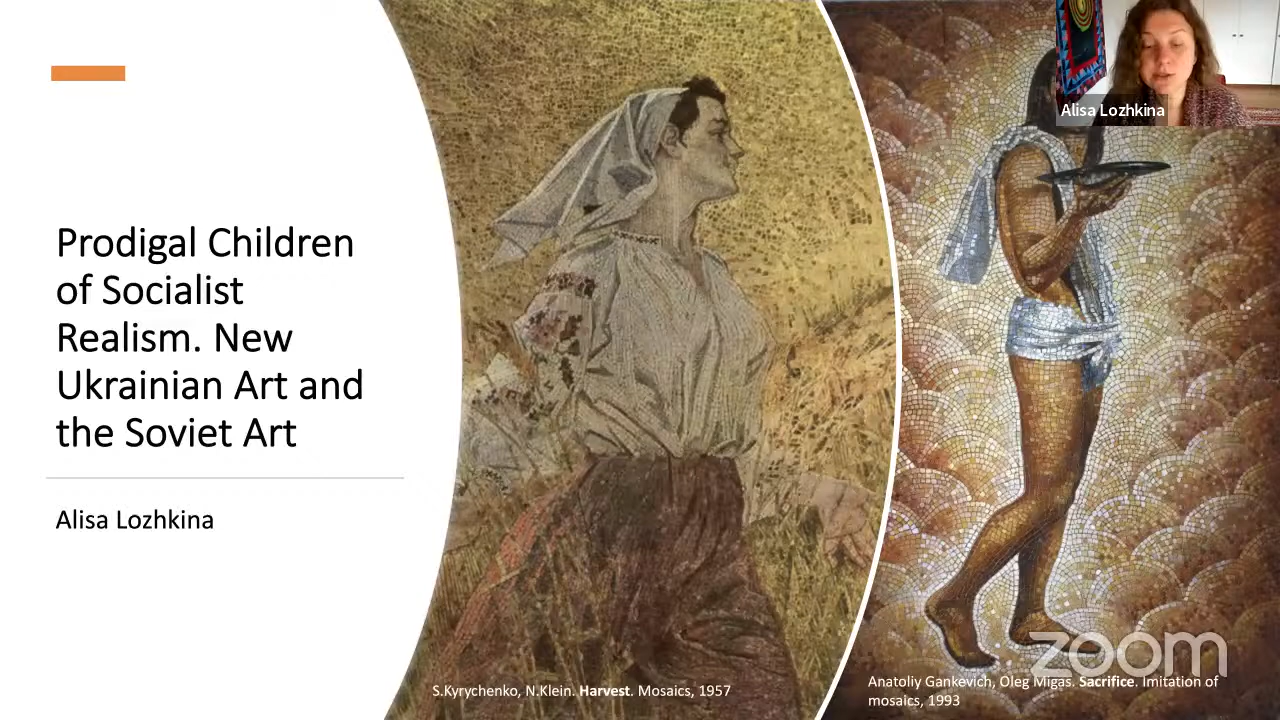 Alisa Lozhkina
Prodigal Children
of Socialist
Realism. New
Ukrainian Art and
the Soviet Art
Alisa Lozhkina
S.Kyrychenko, N.Klein. Harvest. Mosaics, 1957
zoom
Anatoliy Gankevich, Oleg Migas. Sacrifice. Imitation of
mosaics, 1993